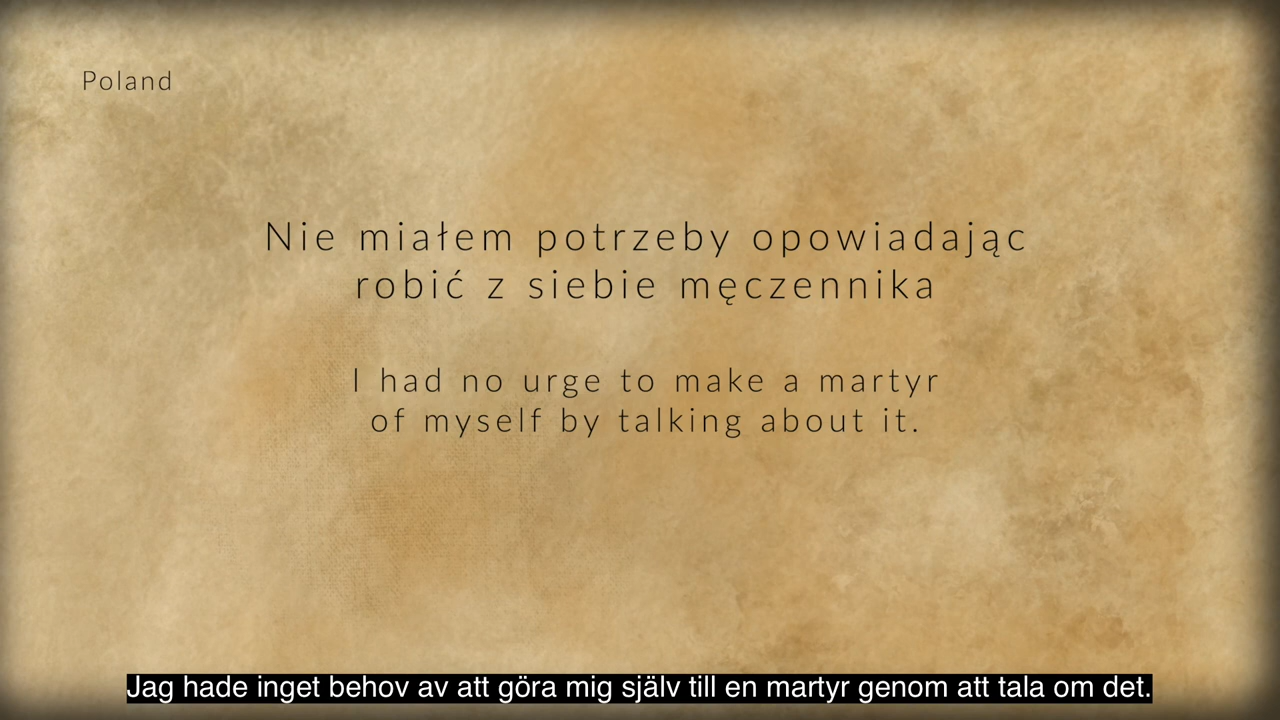 Poland
Nie miałem potrzeby opowiadając
robić z siebie męczennika
I had no urge to make a martyr
of myself by talking about it.
Jag hade inget behov av att göra mig själv till en martyr genom att tala om det.